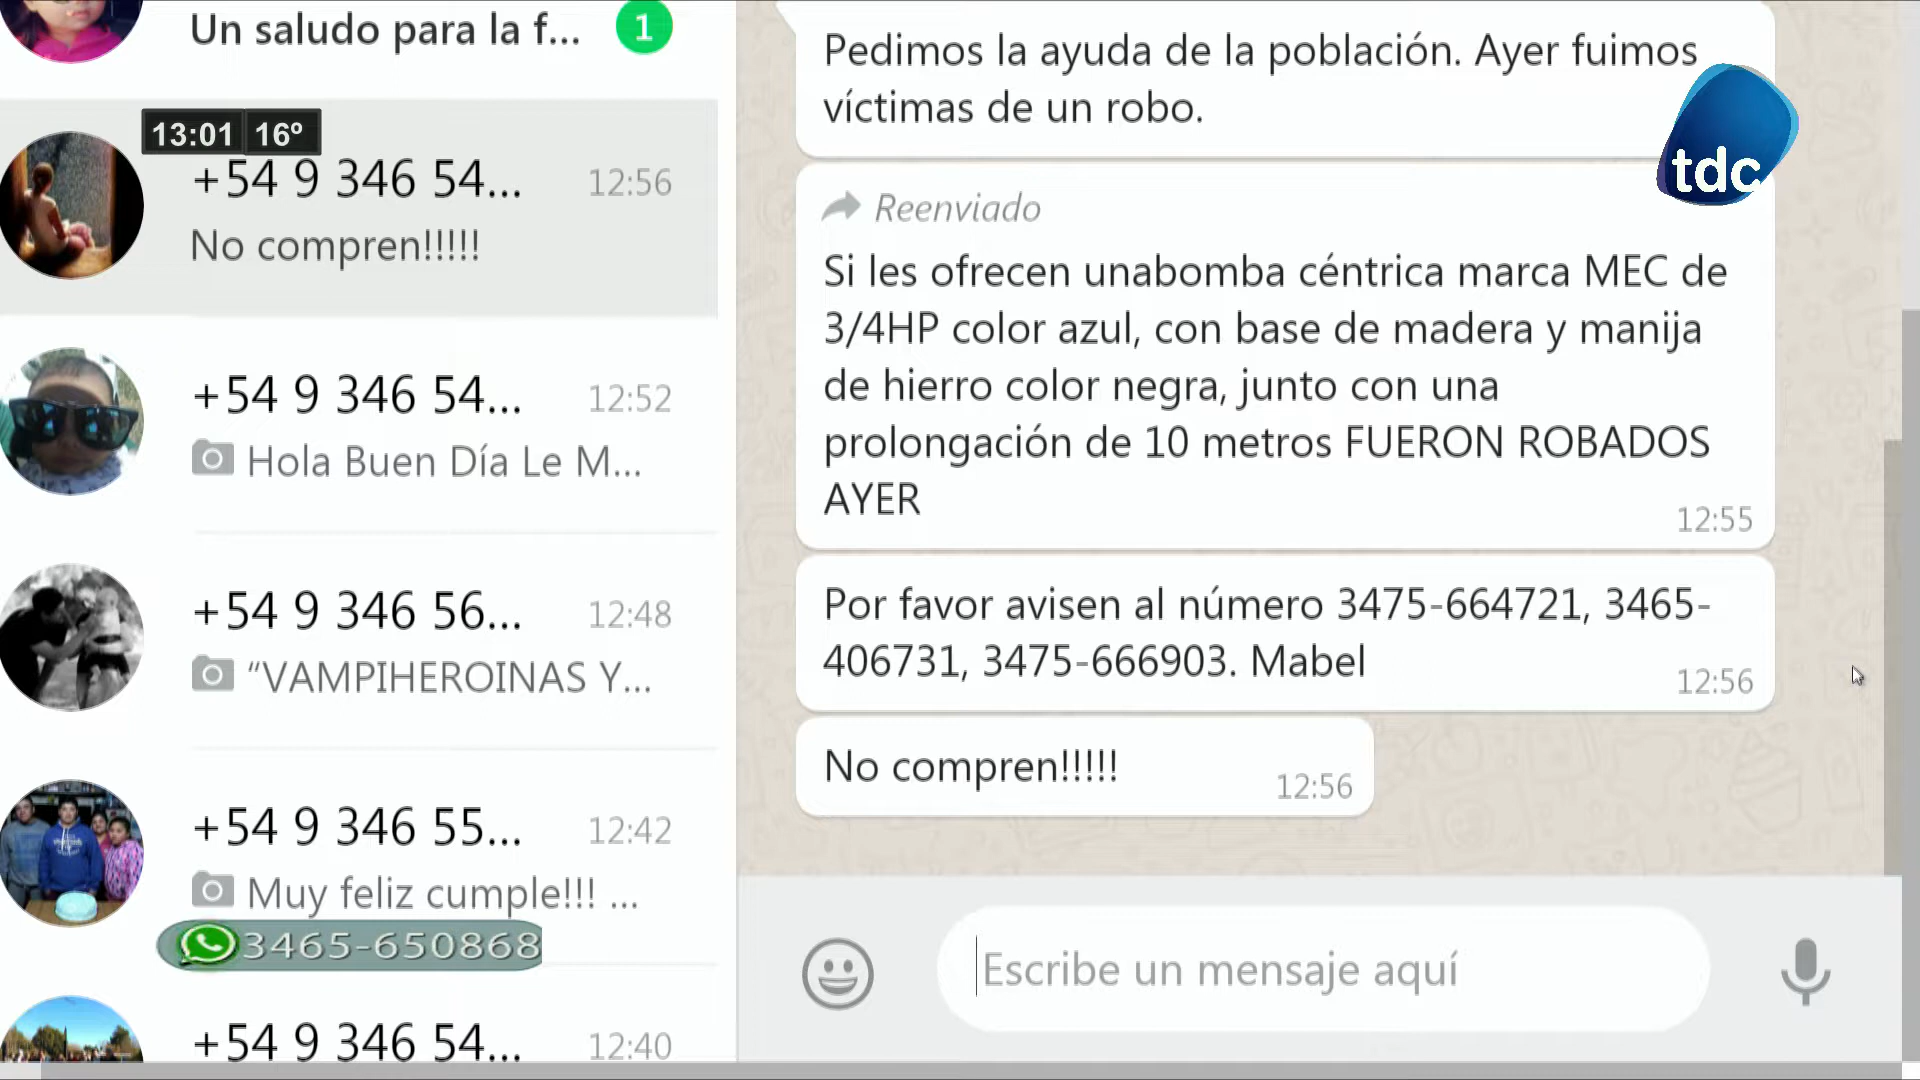 Un saludo para la f...
1
13:01 16º
+54 9 346 54...
12:56
No compren!!!!!
+54 9 346 54...
12:52
Hola Buen Día Le M...
+54 9 346 56...
12:48
“VAMPIHEROINAS Y...
+54 9 346 55...
12:42
Muy feliz cumple!!! ...
3465-650868
+54 9 346 54...
12:40
Pedimos la ayuda de la población. Ayer fuimos
víctimas de un robo.
tdc
Reenviado
Si les ofrecen unabomba céntrica marca MEC de
3/4HP color azul, con base de madera y manija
de hierro color negra, junto con una
prolongación de 10 metros FUERON ROBADOS
AYER
12:55
Por favor avisen al número 3475-664721, 3465-
406731, 3475-666903. Mabel
12:56
No compren!!!!!
12:56
Escribe un mensaje aquí